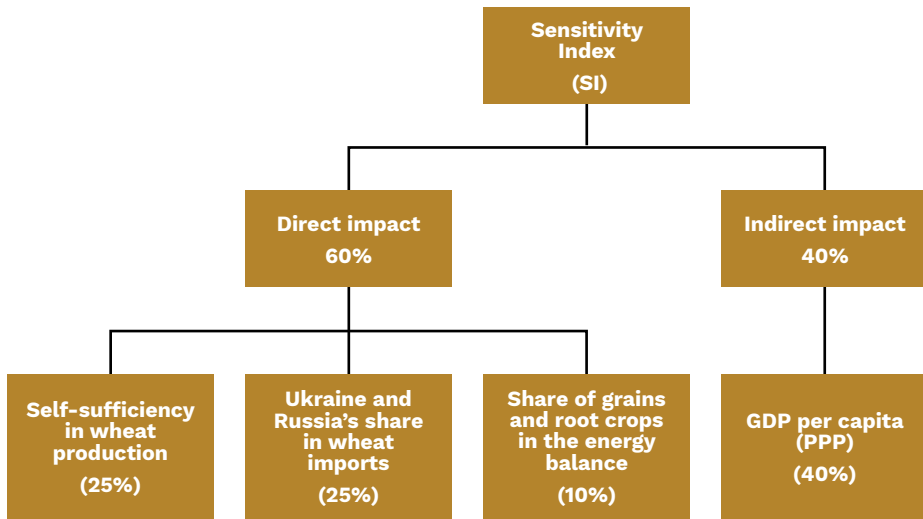 Sensitivity
Index
(SI)
Direct impact
60%
Indirect impact
40%
Self-sufficiency
in wheat
production
(25%)
Ukraine and
Russia’s share
in wheat
imports
(25%)
Share of grains
and root crops
in the energy
balance
(10%)
GDP per capita
(PPP)
(40%)